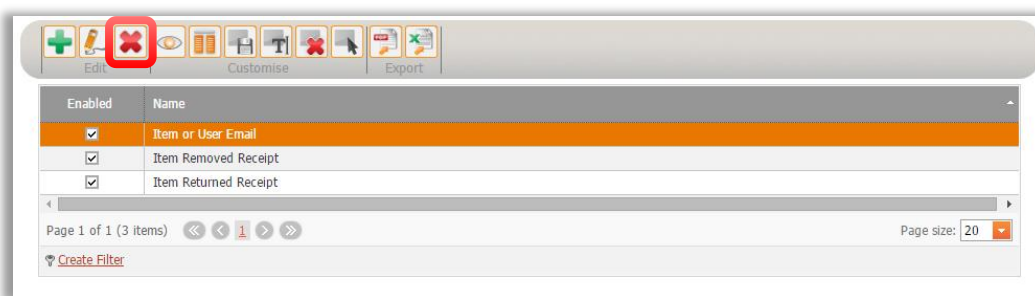 Edit Customise Export
Enabled Name
Item or User Email
Item Removed Receipt
Item Returned Receipt
Page 1 of 1 (3 items) 1 Page size: 20
Create Filter